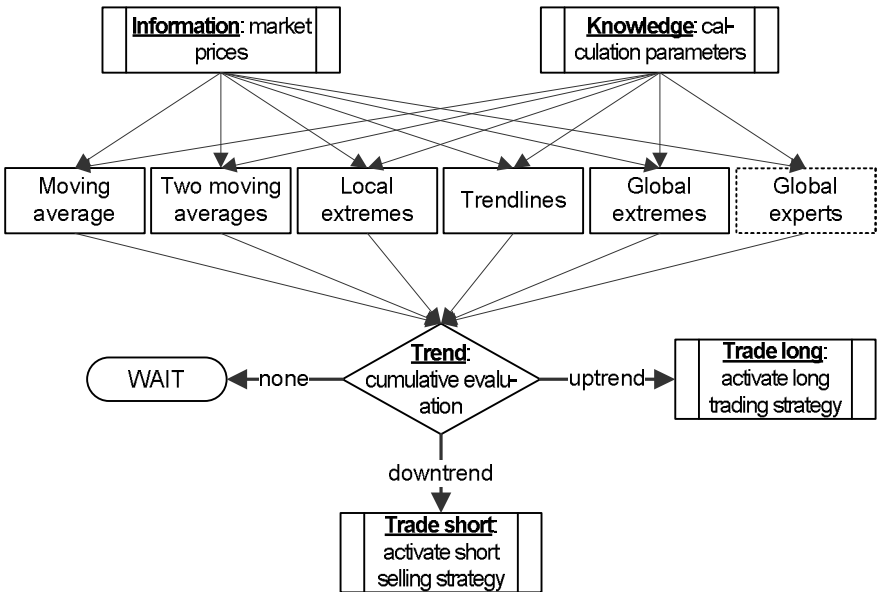 Information: market
prices
Knowledge: cal-
culation parameters
Moving
average
Two moving
averages
Local
extremes
Trendlines
Global
extremes
Global
experts
Trend:
cumulative evalu-
ation
WAIT
none
uptrend
Trade long:
activate long
trading strategy
downtrend
Trade short:
activate short
selling strategy